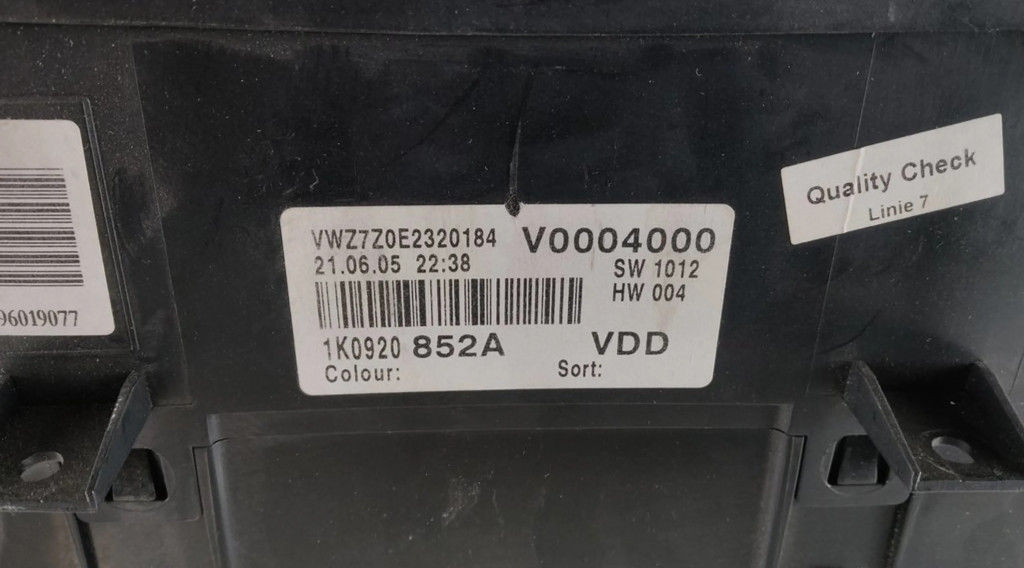 96019077
VWZ7Z0E2320184 V0004000
21.06.05 22:38 SW 1012
HW 004
1K0920 852A VDD
Colour: Sort:
Quality Check
Linie 7